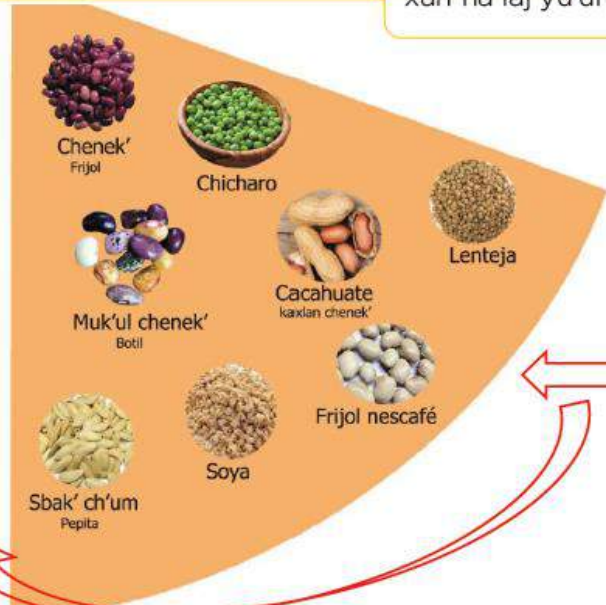 Chenek'
Frijol
Chicharo
Lenteja
Cacahuate
kaxlan chenek'
Muk'ul chenek'
Botil
Frijol nescafé
Soya
Sbak' ch'um
Pepita